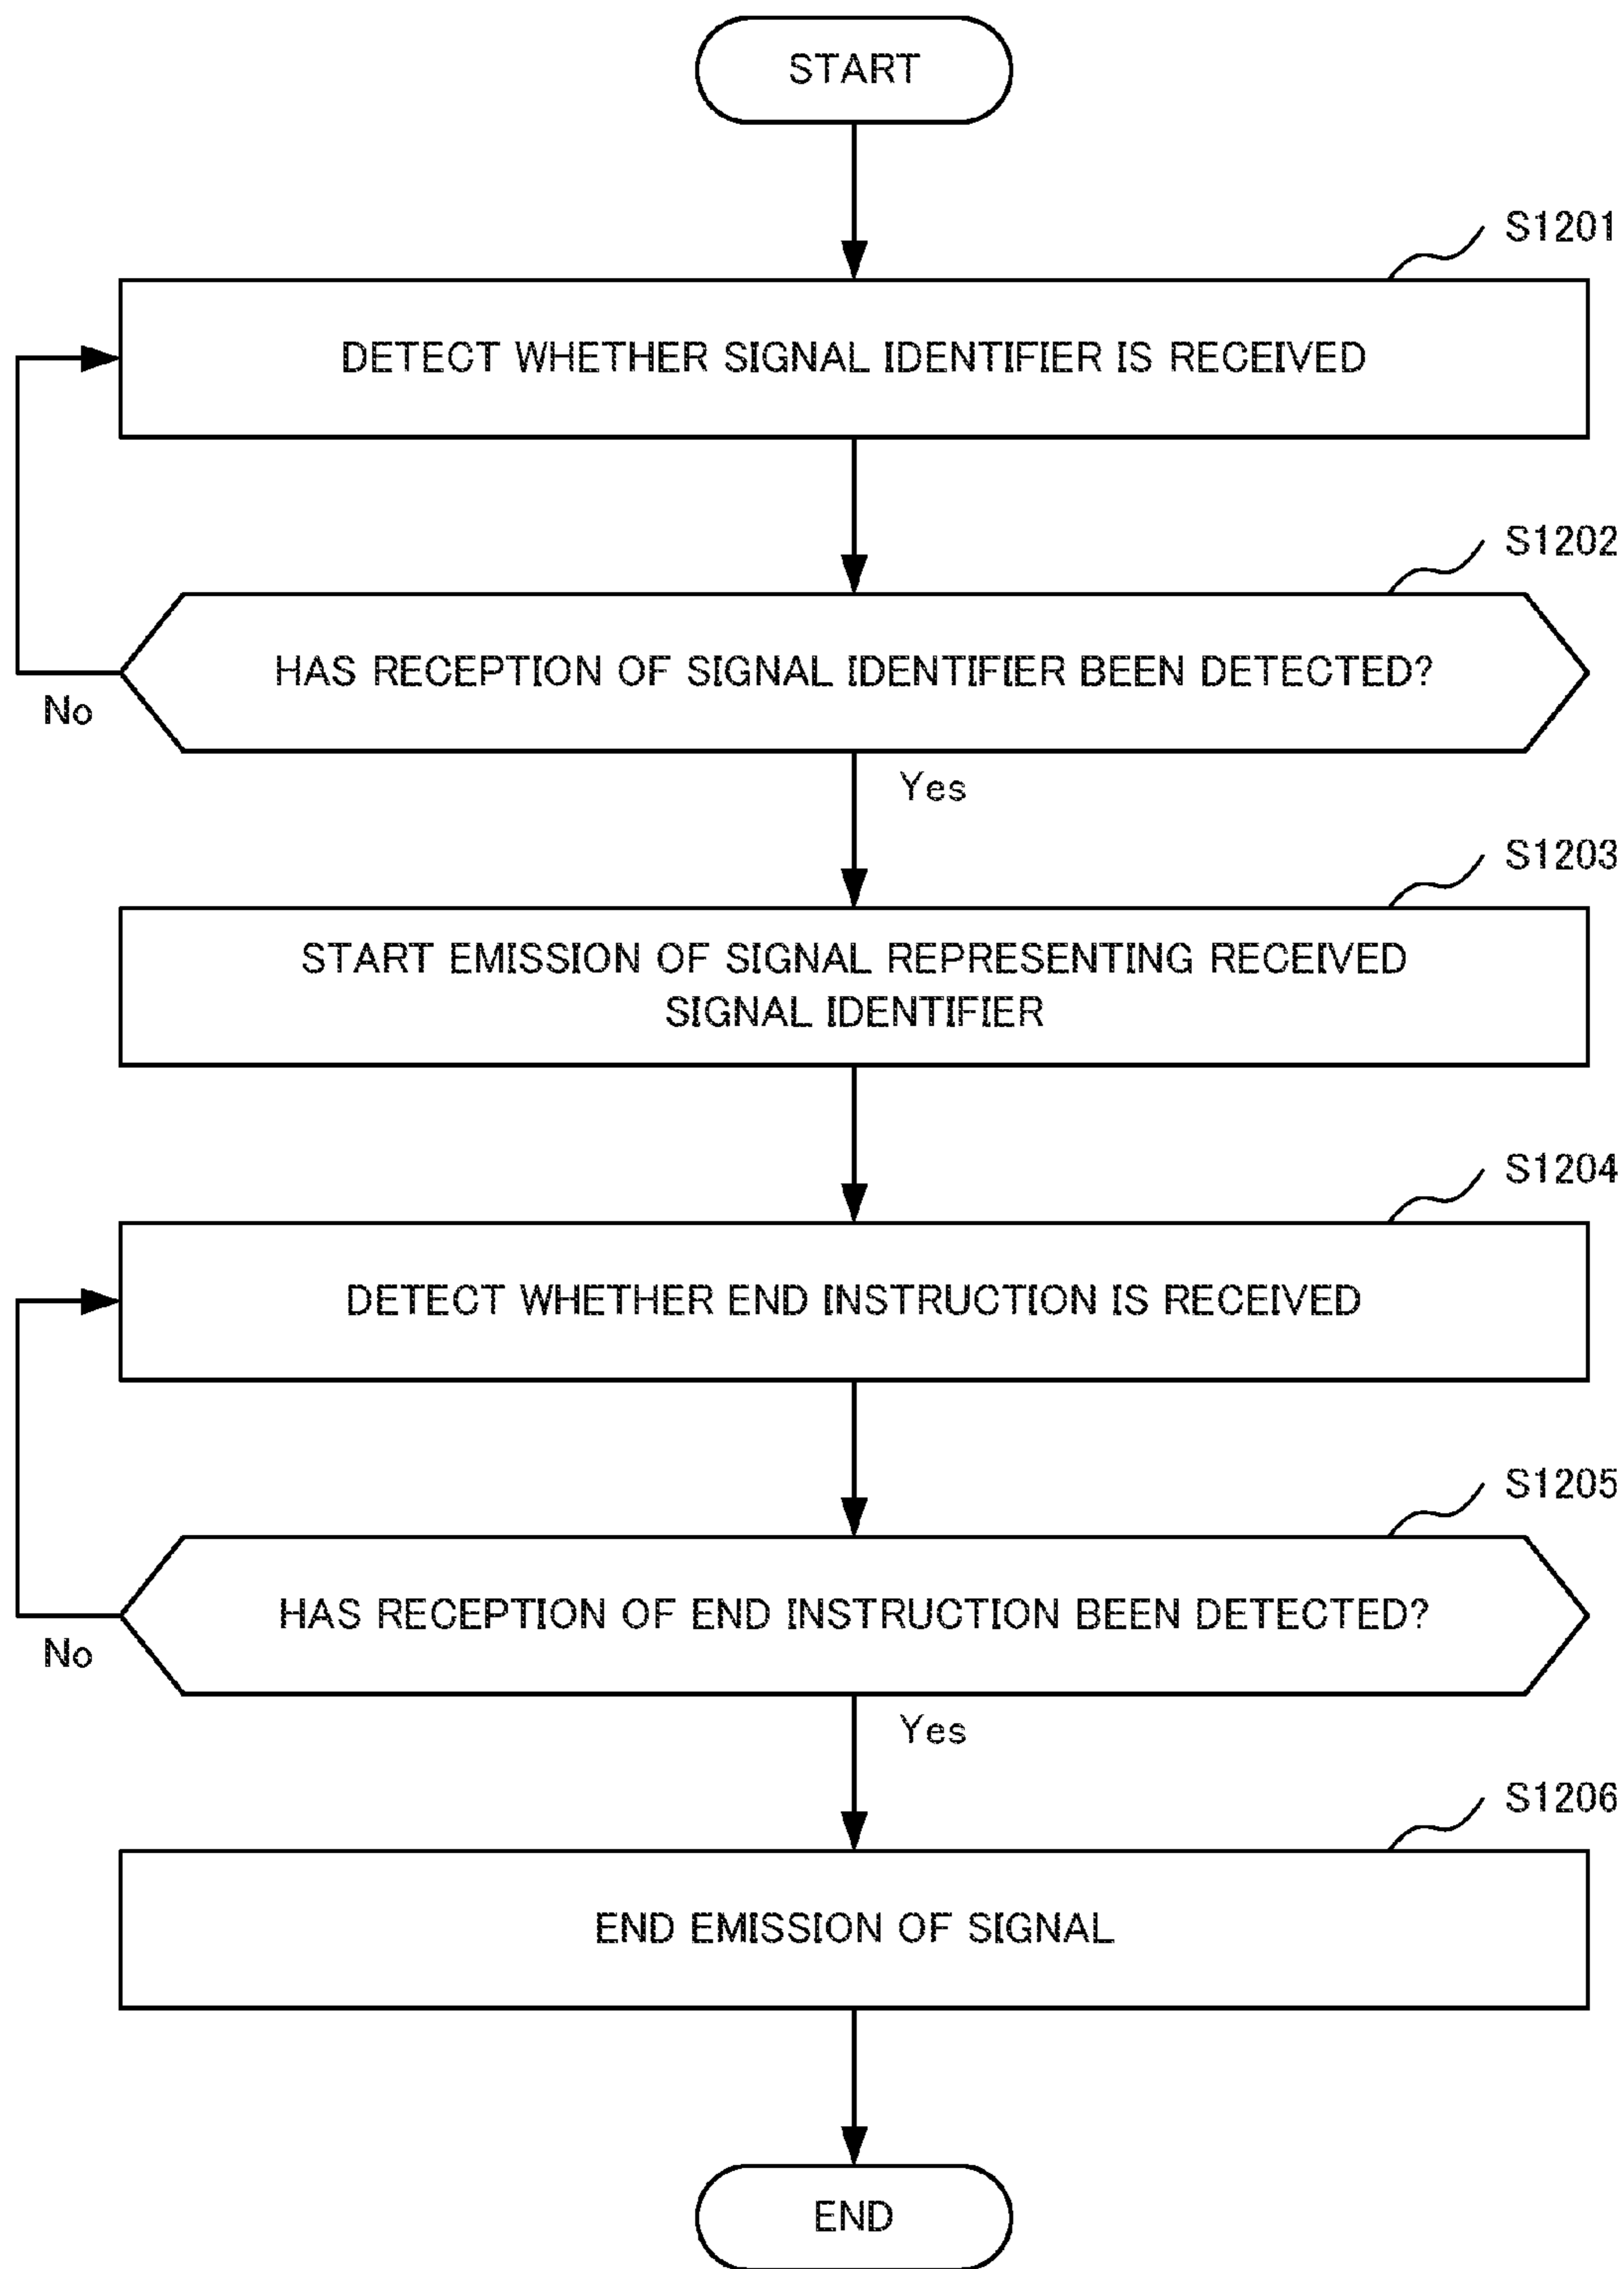 START
S1201
DETECT WHETHER SIGNAL IDENTIFIER IS RECEIVED
S1202
HAS RECEPTION OF SIGNAL IDENTIFIER BEEN DETECTED?
No
Yes
S1203
START EMISSION OF SIGNAL REPRESENTING RECEIVED
SIGNAL IDENTIFIER
S1204
DETECT WHETHER END INSTRUCTION IS RECEIVED
S1205
HAS RECEPTION OF END INSTRUCTION BEEN DETECTED?
No
Yes
S1206
END EMISSION OF SIGNAL
END